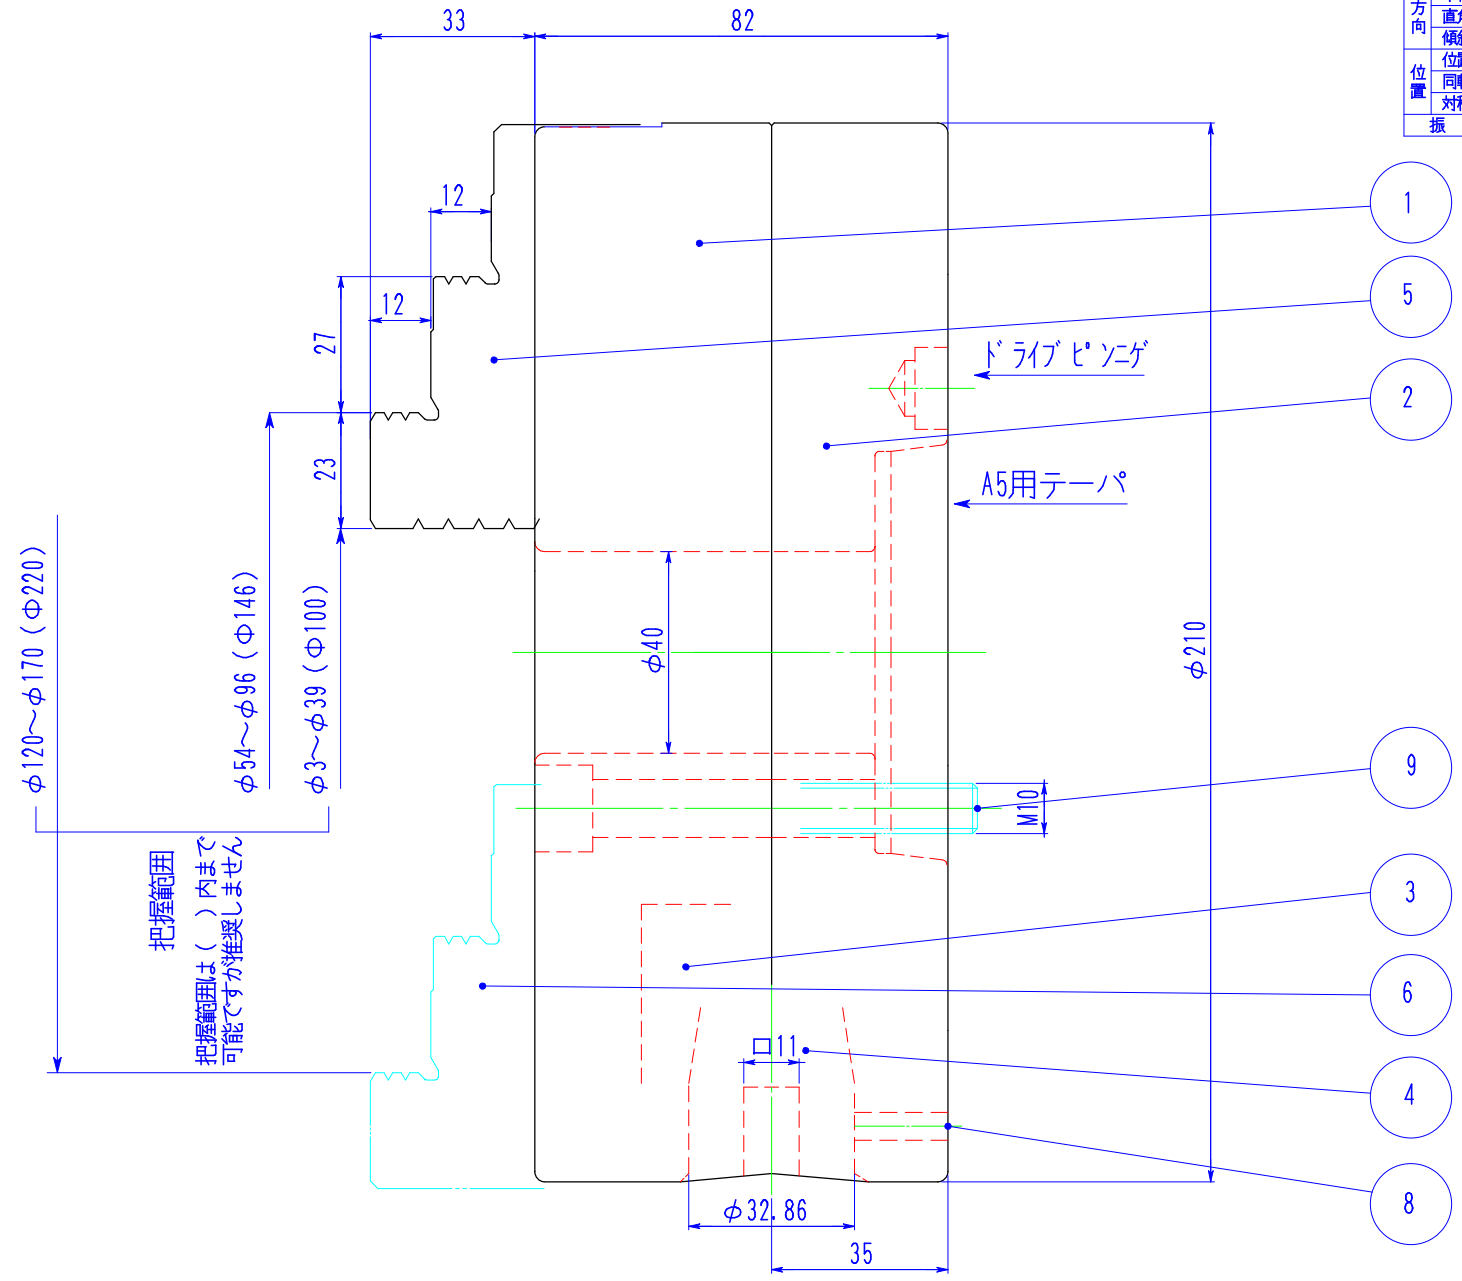 33
82
方向
直
傾
位置
位
同
対
振
12
12
27
23
1
5
ドライブピンニゲ
2
A5用テーパ
φ120～φ170(Φ220)
φ54～φ96(Φ146)
φ3～φ39(Φ100)
φ40
φ210
9
M10
把握範囲
把握範囲は( )内まで
可能ですが推奨しません
3
6
口11
4
8
φ32.86
35